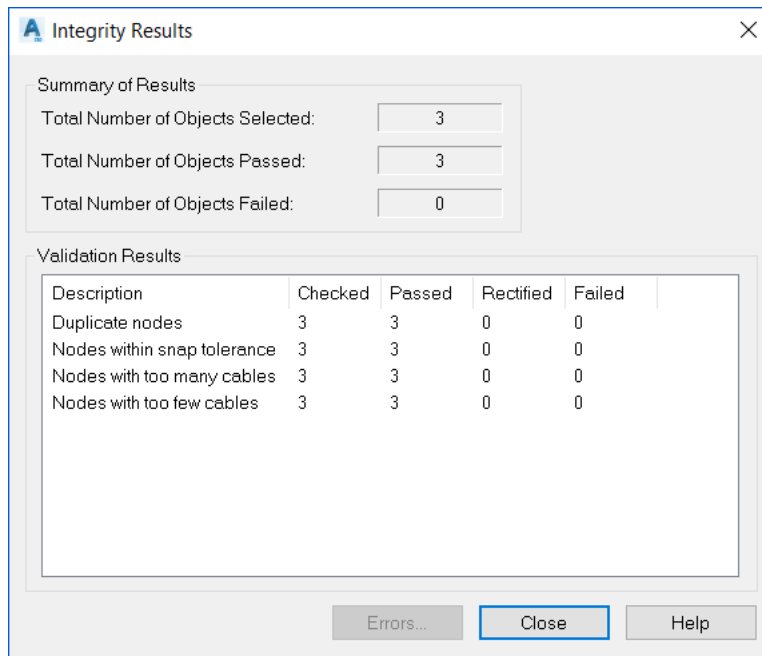 Integrity Results
Summary of Results
Total Number of Objects Selected: 3
Total Number of Objects Passed: 3
Total Number of Objects Failed: 0
Validation Results
Description Checked Passed Rectified Failed
Duplicate nodes 3 3 0 0
Nodes within snap tolerance 3 3 0 0
Nodes with too many cables 3 3 0 0
Nodes with too few cables 3 3 0 0
Errors... Close Help